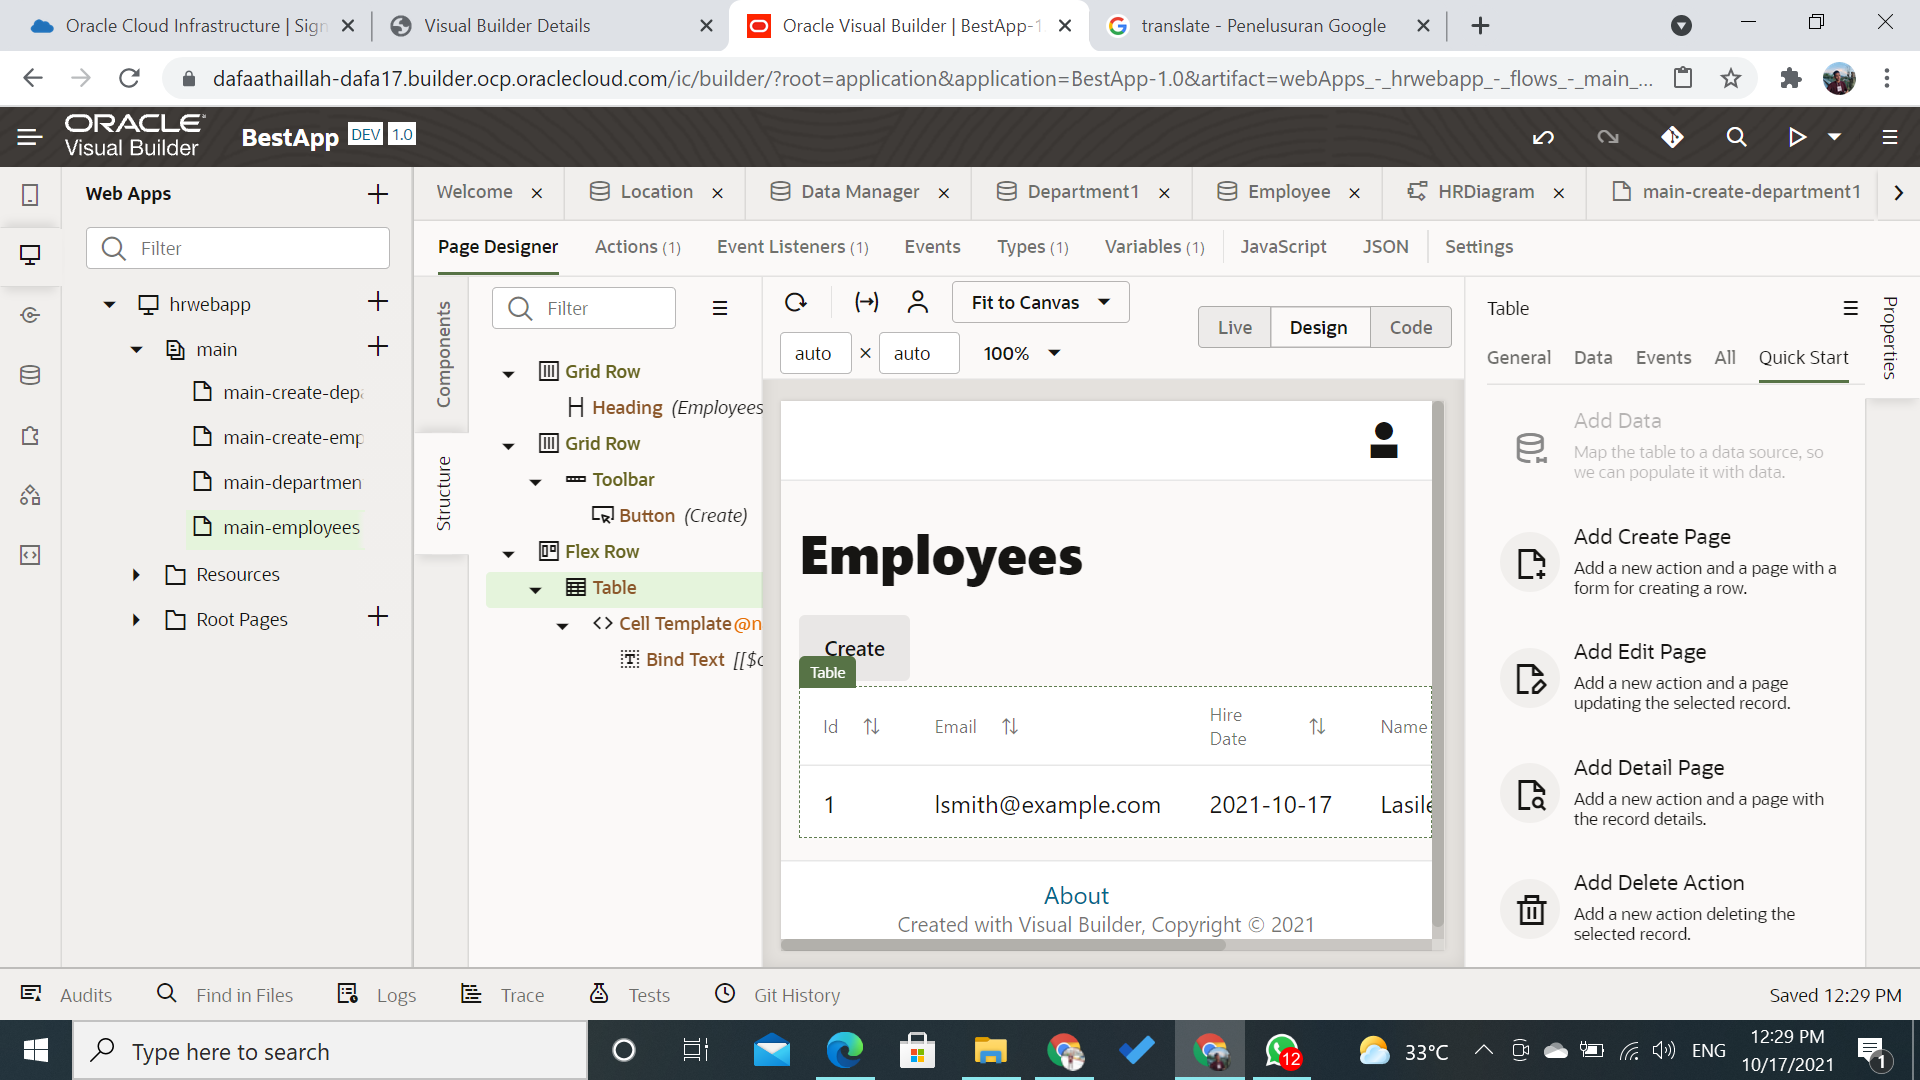 Oracle Cloud Infrastructure | Sign
Visual Builder Details
Oracle Visual Builder | BestApp-1
translate - Penelusuran Google
dafaathaillah-dafa17.builder.ocp.oraclecloud.com/ic/builder/?root=application&application=BestApp-1.0&artifact=webApps_-_hrwebapp_-_flows_-_main_-...
ORACLE
Visual Builder
BestApp DEV 1.0
Web Apps
Filter
hrwebapp
main
main-create-depa
main-create-emp
main-departmen
main-employees
Resources
Root Pages
Welcome
Location
Data Manager
Department1
Employee
HRDiagram
main-create-department1
Page Designer
Actions (1)
Event Listeners (1)
Events
Types (1)
Variables (1)
JavaScript
JSON
Settings
Components
Structure
Filter
Grid Row
Heading (Employees
Grid Row
Toolbar
Button (Create)
Flex Row
Table
Cell Template @n
Bind Text [[$c
Fit to Canvas
auto × auto 100%
Live Design Code
Employees
Create
Table
Id
Email
Hire
Date
Name
1
lsmith@example.com
2021-10-17
Lasile
About
Created with Visual Builder, Copyright © 2021
Table
Properties
General Data Events All Quick Start
Add Data
Map the table to a data source, so
we can populate it with data.
Add Create Page
Add a new action and a page with a
form for creating a row.
Add Edit Page
Add a new action and a page
updating the selected record.
Add Detail Page
Add a new action and a page with
the record details.
Add Delete Action
Add a new action deleting the
selected record.
Audits
Find in Files
Logs
Trace
Tests
Git History
Saved 12:29 PM
Type here to search
12
33°C
ENG
12:29 PM
10/17/2021
1